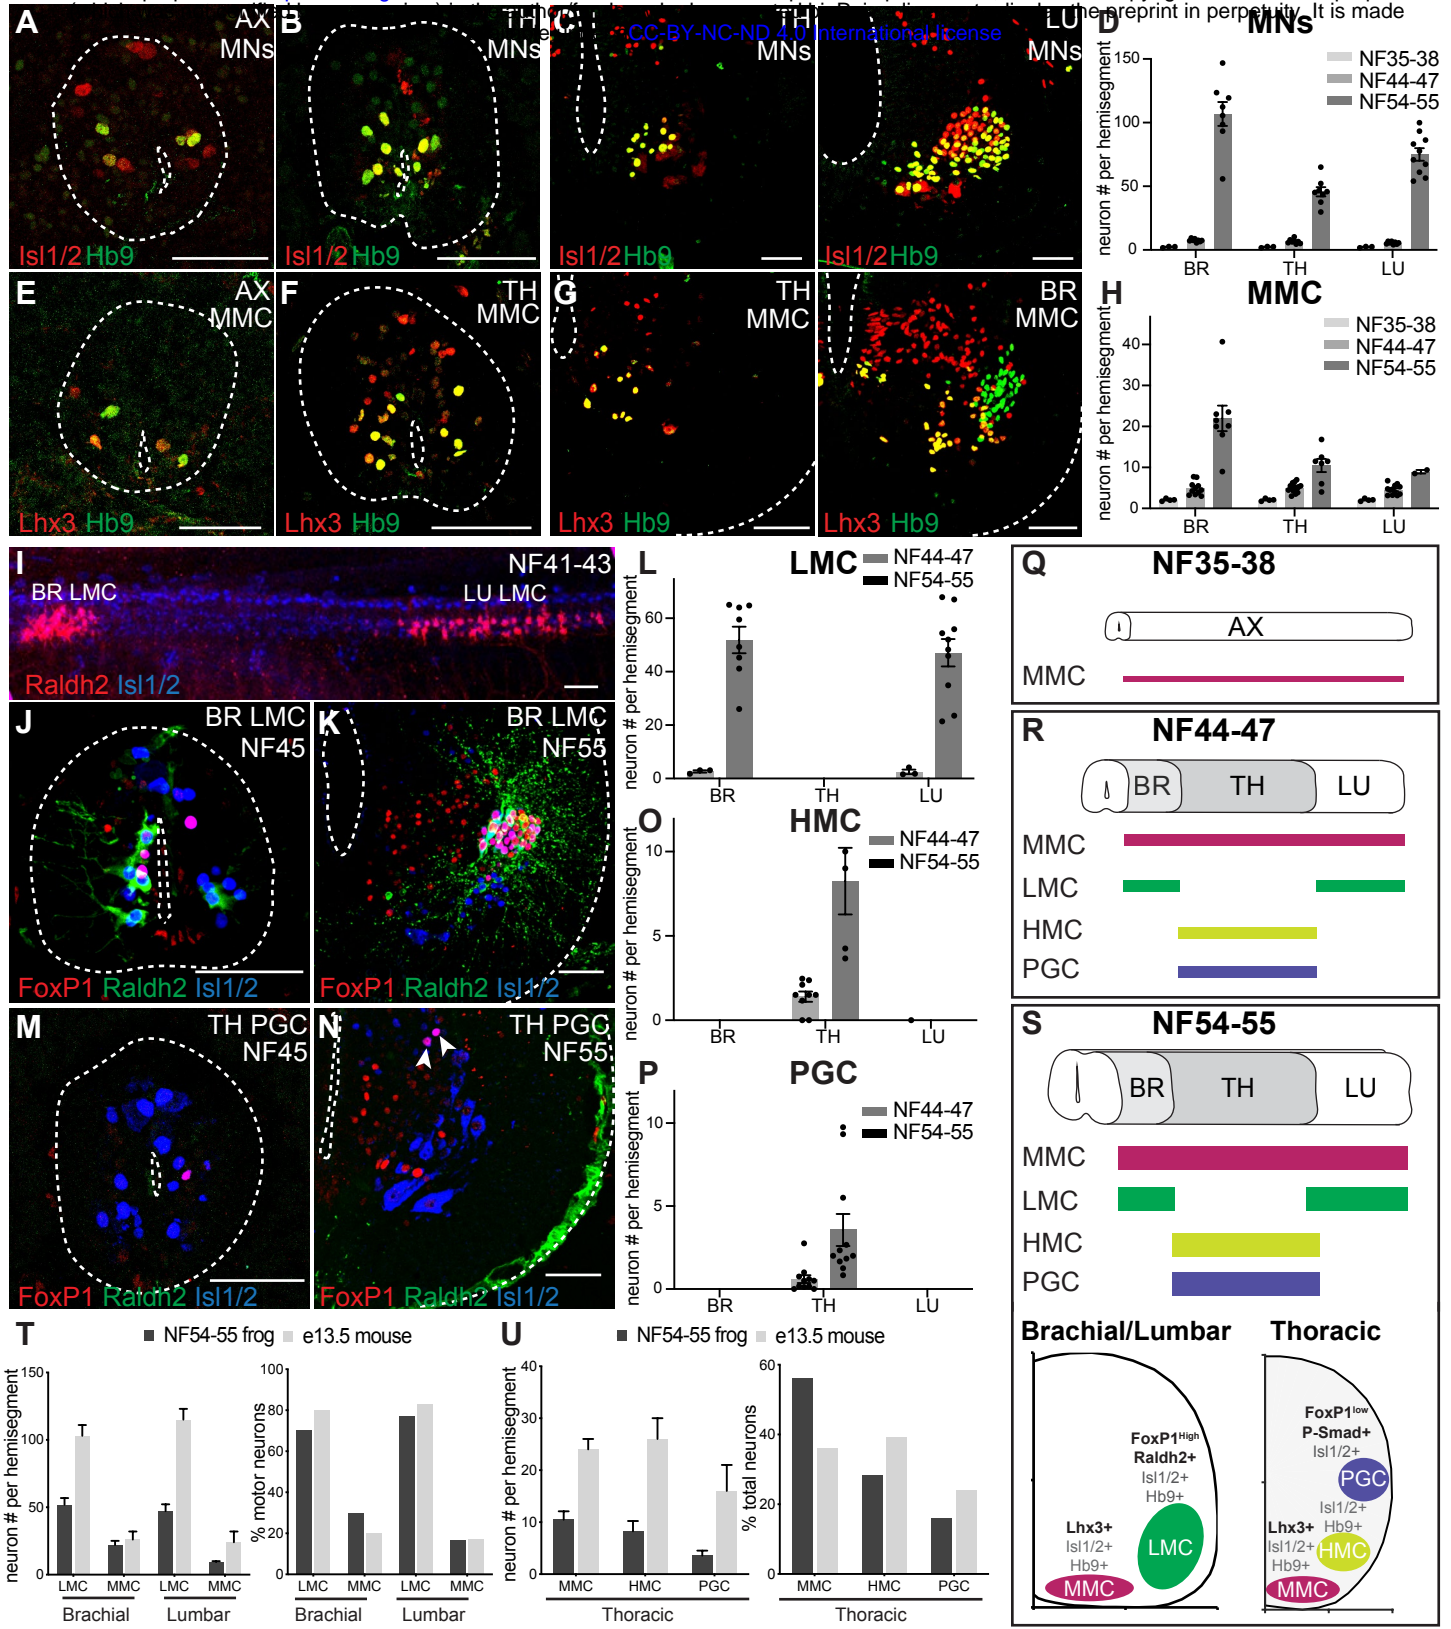 the preprint in perpetuity. It is made
CC-BY-NC-ND 4.0 International license
A
AX
MNs
Isl1/2 Hb9
B
TH
MNs
Isl1/2 Hb9
C
TH
MNs
Isl1/2 Hb9
LU
MNs
Isl1/2 Hb9
D
MNs
NF35-38
NF44-47
NF54-55
neuron # per hemisegment
150
100
50
0
BR
TH
LU
E
AX
MMC
Lhx3 Hb9
F
TH
MMC
Lhx3 Hb9
G
TH
MMC
Lhx3 Hb9
BR
MMC
Lhx3 Hb9
H
MMC
NF35-38
NF44-47
NF54-55
neuron # per hemisegment
40
30
20
10
0
BR
TH
LU
I
NF41-43
BR LMC
LU LMC
Raldh2 Isl1/2
J
BR LMC
NF45
FoxP1 Raldh2 Isl1/2
K
BR LMC
NF55
FoxP1 Raldh2 Isl1/2
L
LMC
NF44-47
NF54-55
neuron # per hemisegment
60
40
20
0
BR
TH
LU
M
TH PGC
NF45
FoxP1 Raldh2 Isl1/2
N
TH PGC
NF55
FoxP1 Raldh2 Isl1/2
O
HMC
NF44-47
NF54-55
neuron # per hemisegment
10
5
0
BR
TH
LU
P
PGC
NF44-47
NF54-55
neuron # per hemisegment
10
5
0
BR
TH
LU
Q
NF35-38
AX
MMC
R
NF44-47
BR
TH
LU
MMC
LMC
HMC
PGC
S
NF54-55
BR
TH
LU
MMC
LMC
HMC
PGC
Brachial/Lumbar
FoxP1High
Raldh2+
Isl1/2+
Hb9+
LMC
Lhx3+
Isl1/2+
Hb9+
MMC
Thoracic
FoxP1low
P-Smad+
Isl1/2+
PGC
Isl1/2+
Hb9+
HMC
Lhx3+
Isl1/2+
Hb9+
MMC
T
NF54-55 frog
e13.5 mouse
neuron # per hemisegment
150
100
50
0
LMC
MMC
LMC
MMC
Brachial
Lumbar
% motor neurons
100
80
60
40
20
0
LMC
MMC
LMC
MMC
Brachial
Lumbar
U
NF54-55 frog
e13.5 mouse
neuron # per hemisegment
40
30
20
10
0
MMC
HMC
PGC
Thoracic
% total neurons
60
40
20
0
MMC
HMC
PGC
Thoracic